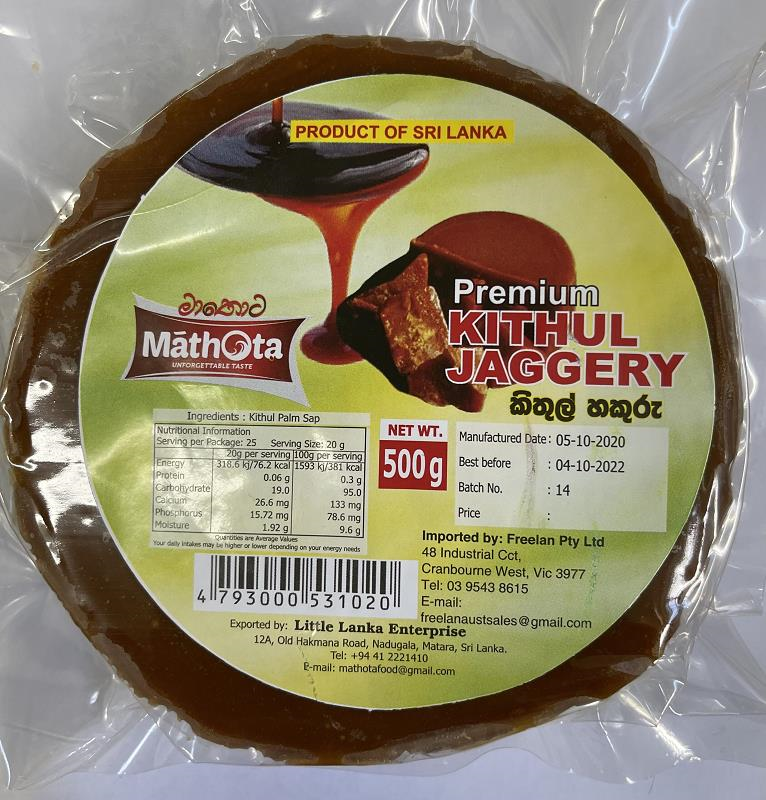 PRODUCT OF SRI LANKA
මාතොට
Māthota
UNFORGETTABLE TASTE
Premium
KITHUL
JAGGERY
කිතුල් හකුරු
Ingredients : Kithul Palm Sap
Nutritional Information
Serving per Package: 25 Serving Size: 20 g
20g per serving 100g per serving
Energy 318.6 kj/76.2 kcal 1593 kj/381 kcal
Protein 0.06 g 0.3 g
Carbohydrate 19.0 95.0
Calcium 26.6 mg 133 mg
Phosphorus 15.72 mg 78.6 mg
Moisture 1.92 g 9.6 g
Quantities are Average Values
Your daily intakes may be higher or lower depending on your energy needs
NET WT.
500g
Manufactured Date : 05-10-2020
Best before : 04-10-2022
Batch No. : 14
Price :
Imported by: Freelan Pty Ltd
48 Industrial Cct,
Cranbourne West, Vic 3977
Tel: 03 9543 8615
E-mail:
freelanaustsales@gmail.com
4 793000 531020
Exported by: Little Lanka Enterprise
12A, Old Hakmana Road, Nadugala, Matara, Sri Lanka.
Tel: +94 41 2221410
E-mail: mathotafood@gmail.com